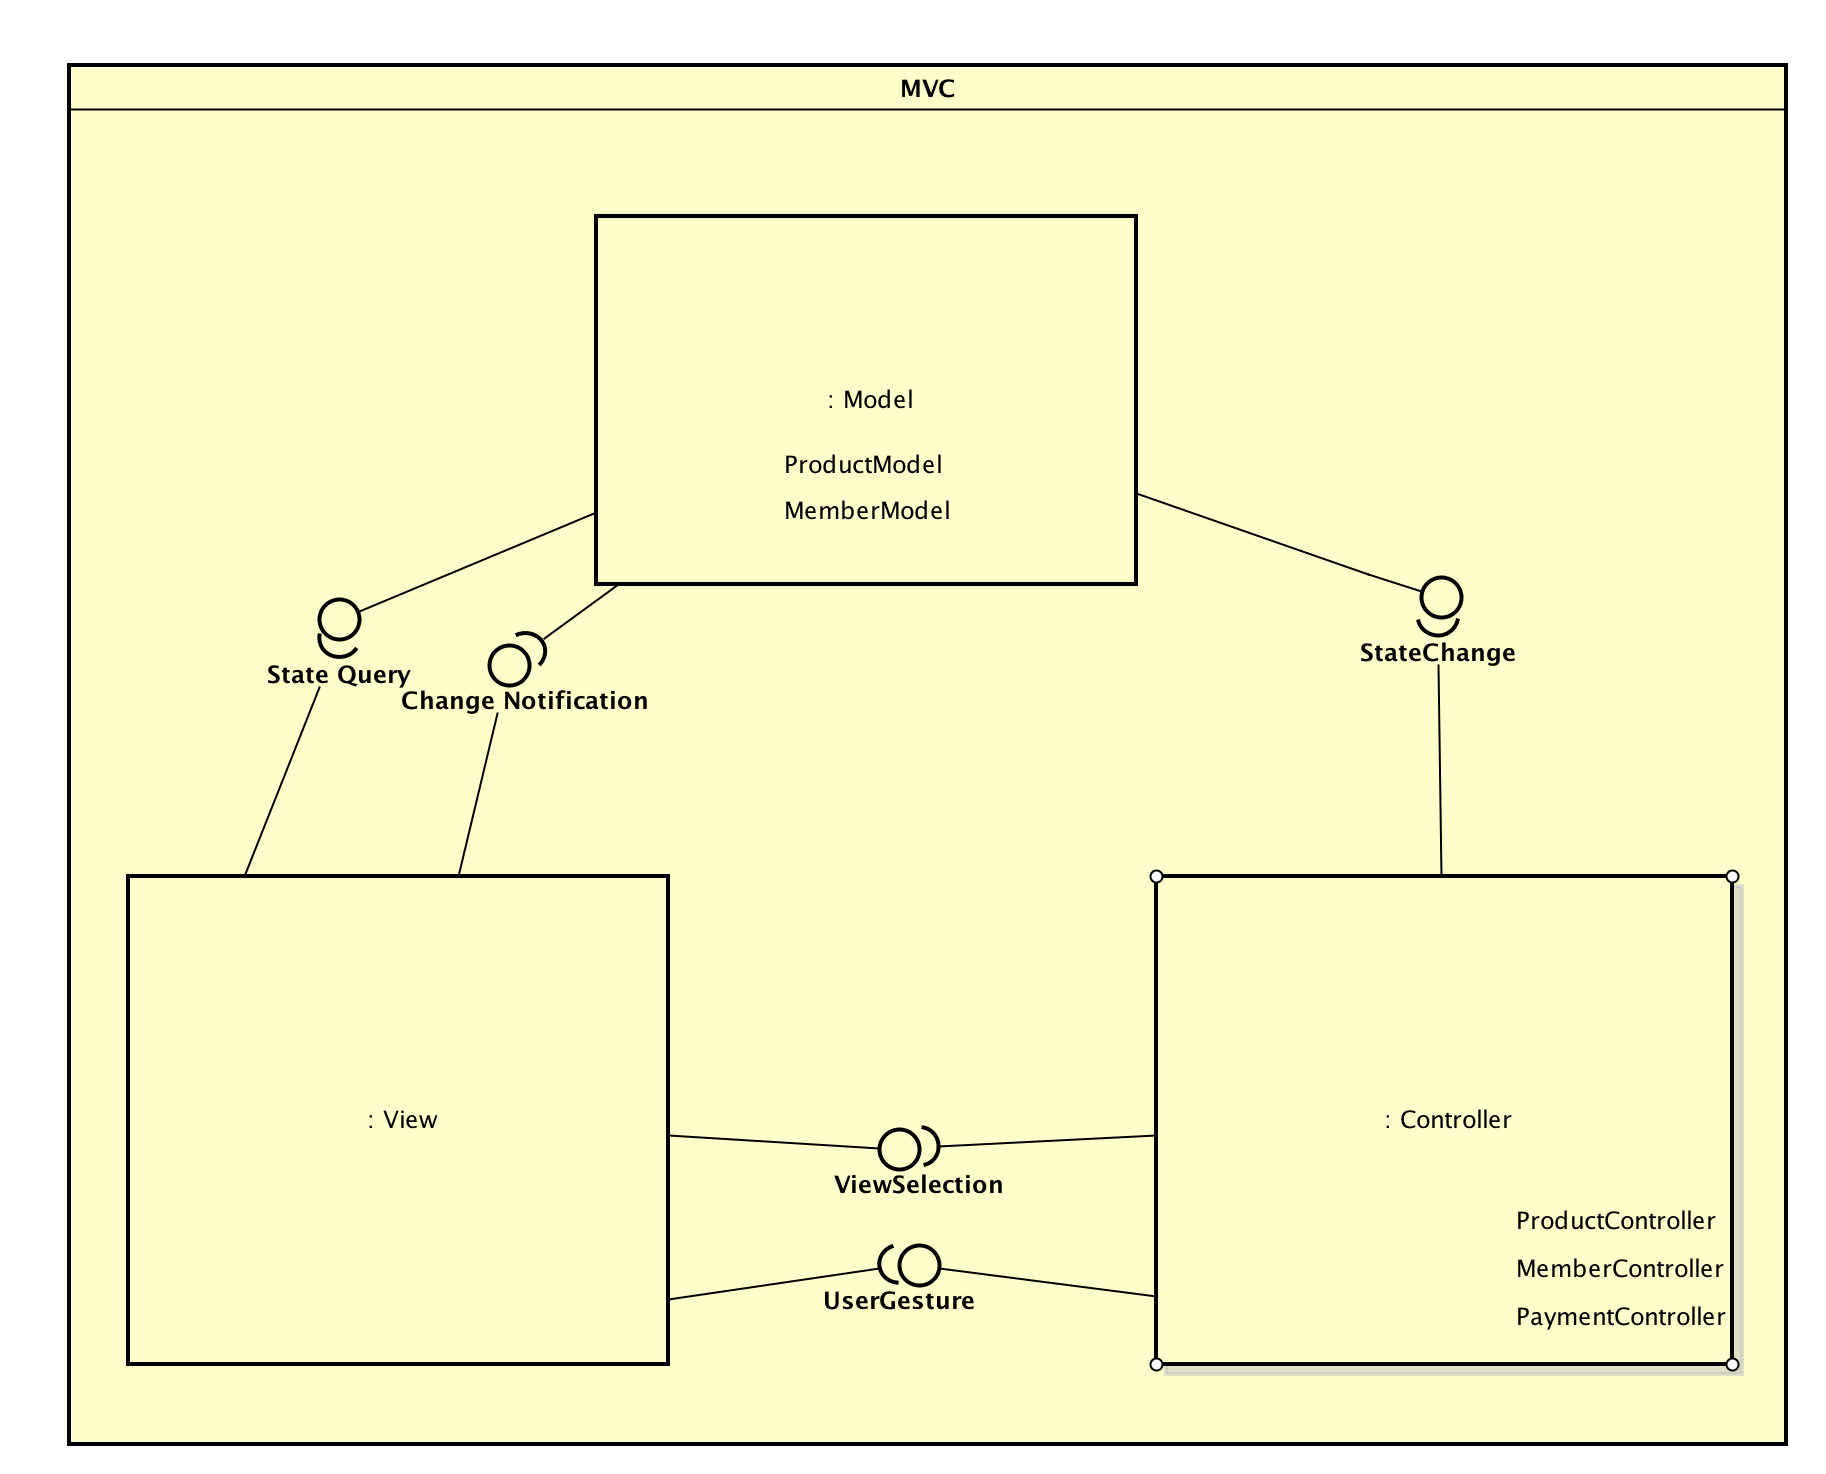 MVC
: Model
ProductModel
MemberModel
State Query
Change Notification
StateChange
: View
: Controller
ViewSelection
UserGesture
ProductController
MemberController
PaymentController